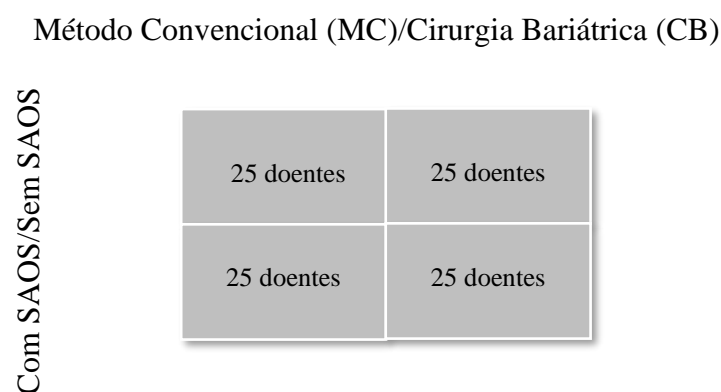 Método Convencional (MC)/Cirurgia Bariátrica (CB)
Com SAOS/Sem SAOS
25 doentes
25 doentes
25 doentes
25 doentes